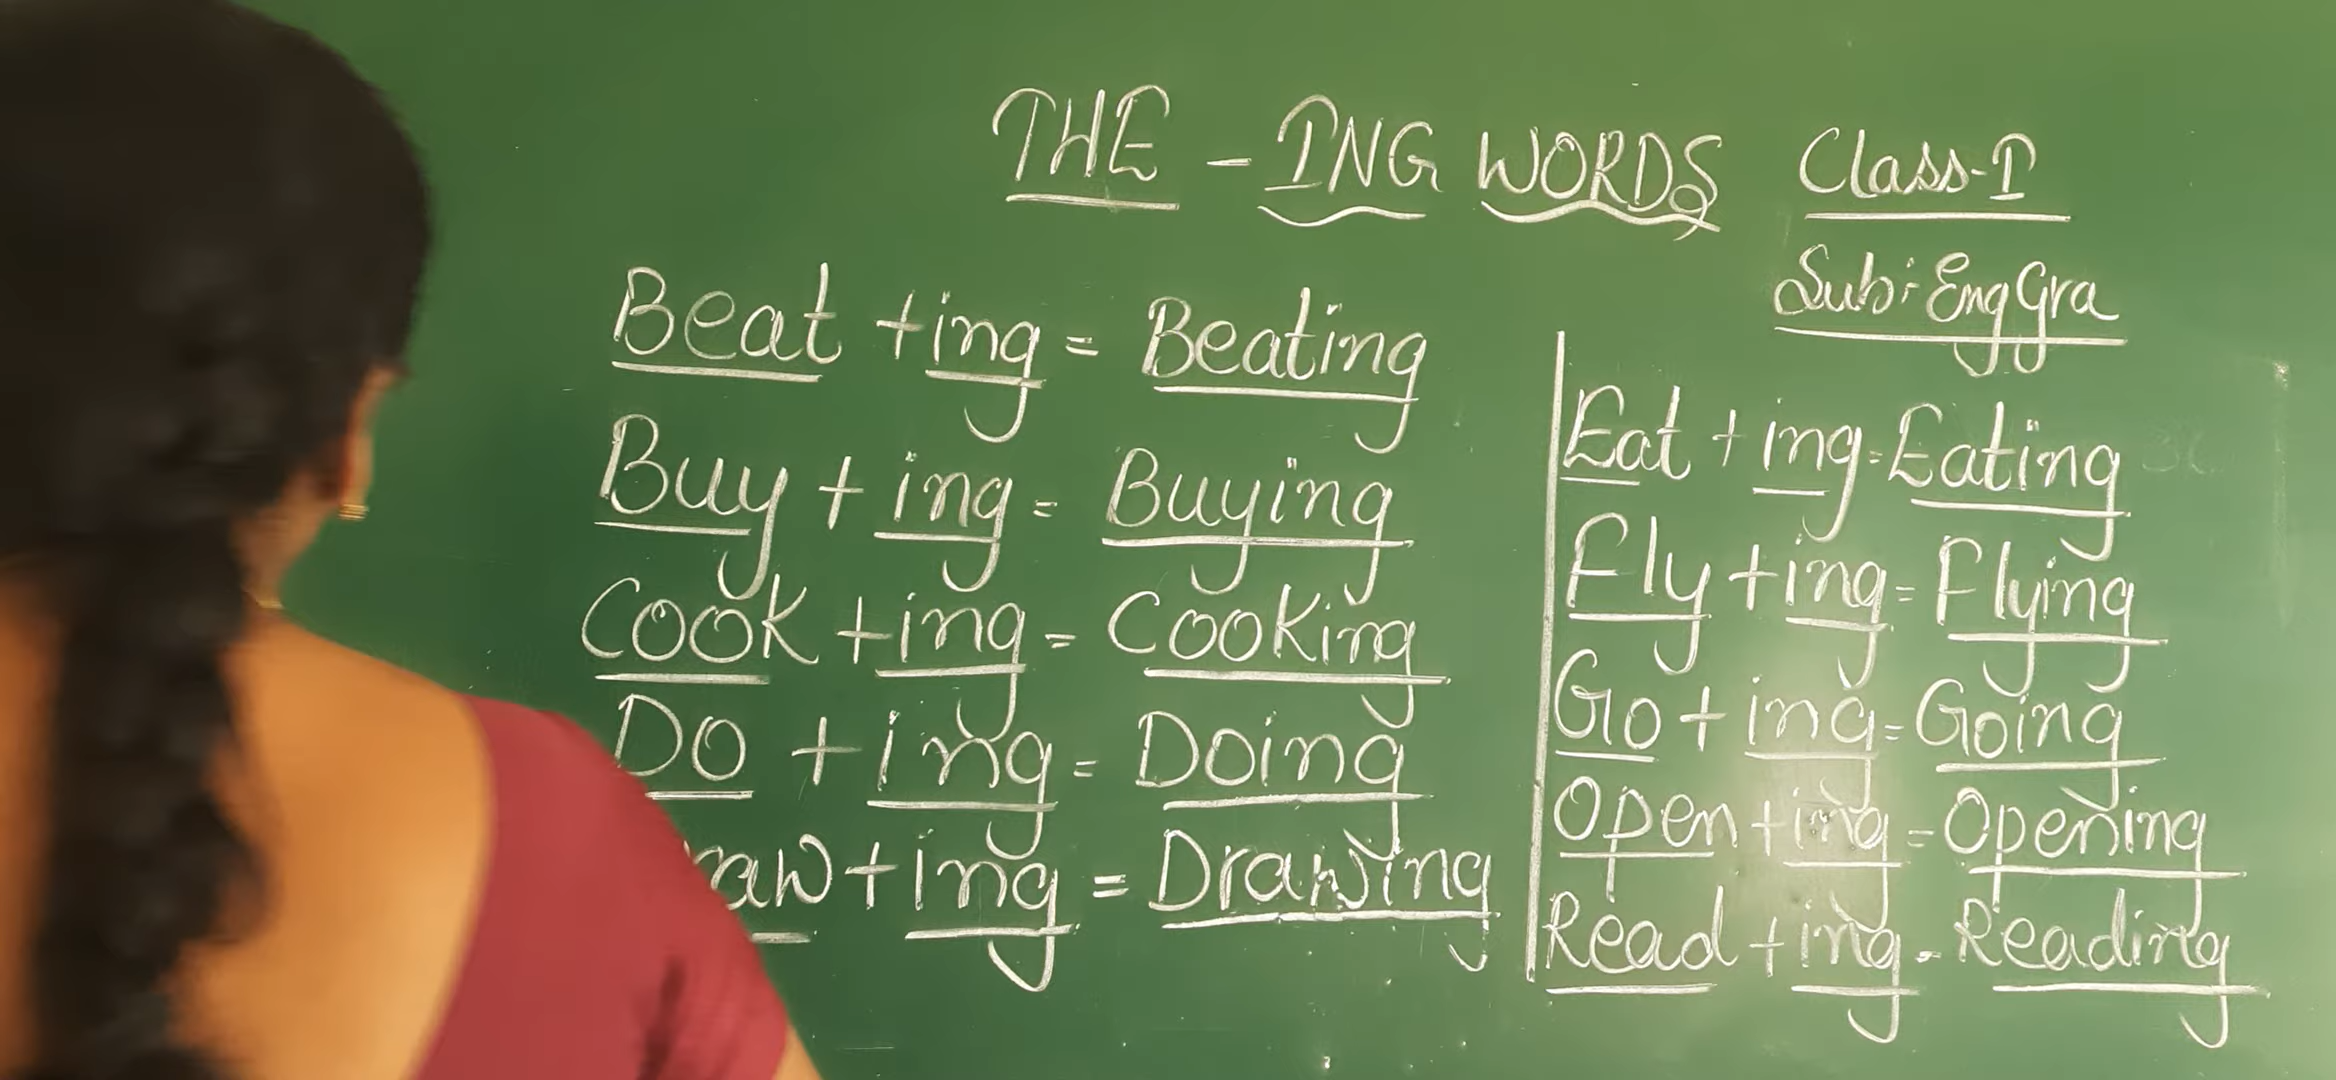 THE - ING WORDS Class-I
Sub: Eng Gra
Beat + ing = Beating
Buy + ing = Buying
Cook + ing = Cooking
Do + ing = Doing
raw + ing = Drawing
Eat + ing = Eating
Fly + ing = Flying
Go + ing = Going
Open + ing = Opening
Read + ing = Reading